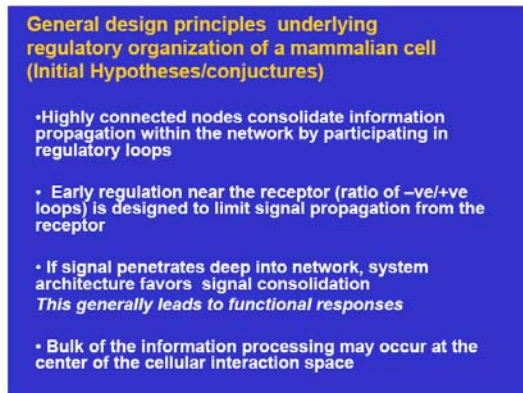 General design principles underlying
regulatory organization of a mammalian cell
(Initial Hypotheses/conjuctures)
•Highly connected nodes consolidate information
propagation within the network by participating in
regulatory loops
• Early regulation near the receptor (ratio of –ve/+ve
loops) is designed to limit signal propagation from the
receptor
• If signal penetrates deep into network, system
architecture favors signal consolidation
This generally leads to functional responses
• Bulk of the information processing may occur at the
center of the cellular interaction space